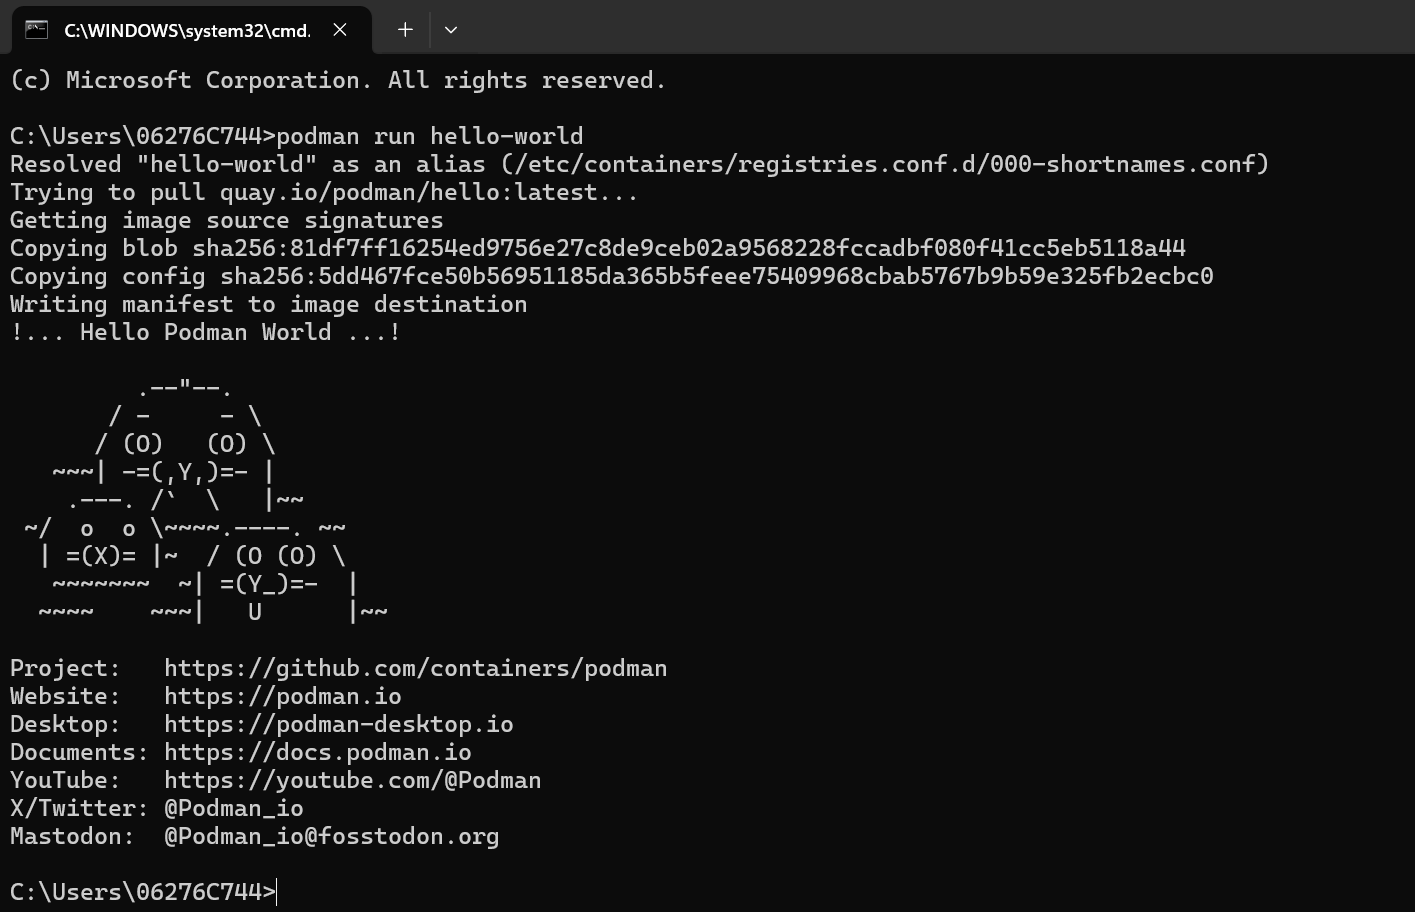 C:\WINDOWS\system32\cmd.
(c) Microsoft Corporation. All rights reserved.
C:\Users\06276C744>podman run hello-world
Resolved "hello-world" as an alias (/etc/containers/registries.conf.d/000-shortnames.conf)
Trying to pull quay.io/podman/hello:latest...
Getting image source signatures
Copying blob sha256:81df7ff16254ed9756e27c8de9ceb02a9568228fccadbf080f41cc5eb5118a44
Copying config sha256:5dd467fce50b56951185da365b5feee75409968cbab5767b9b59e325fb2ecbc0
Writing manifest to image destination
!... Hello Podman World ...!
         .--"--.
       / -     - \
      / (O)   (O) \
   ~~~| -=(,Y,)=- |
    .---. /`  \   |~~
 ~/  o  o \~~~~.----. ~~
  | =(X)= |~  / (O (O) \
   ~~~~~~~  ~| =(Y_)=-  |
  ~~~~    ~~~|   U      |~~
Project:   https://github.com/containers/podman
Website:   https://podman.io
Desktop:   https://podman-desktop.io
Documents: https://docs.podman.io
YouTube:   https://youtube.com/@Podman
X/Twitter: @Podman_io
Mastodon:  @Podman_io@fosstodon.org
C:\Users\06276C744>